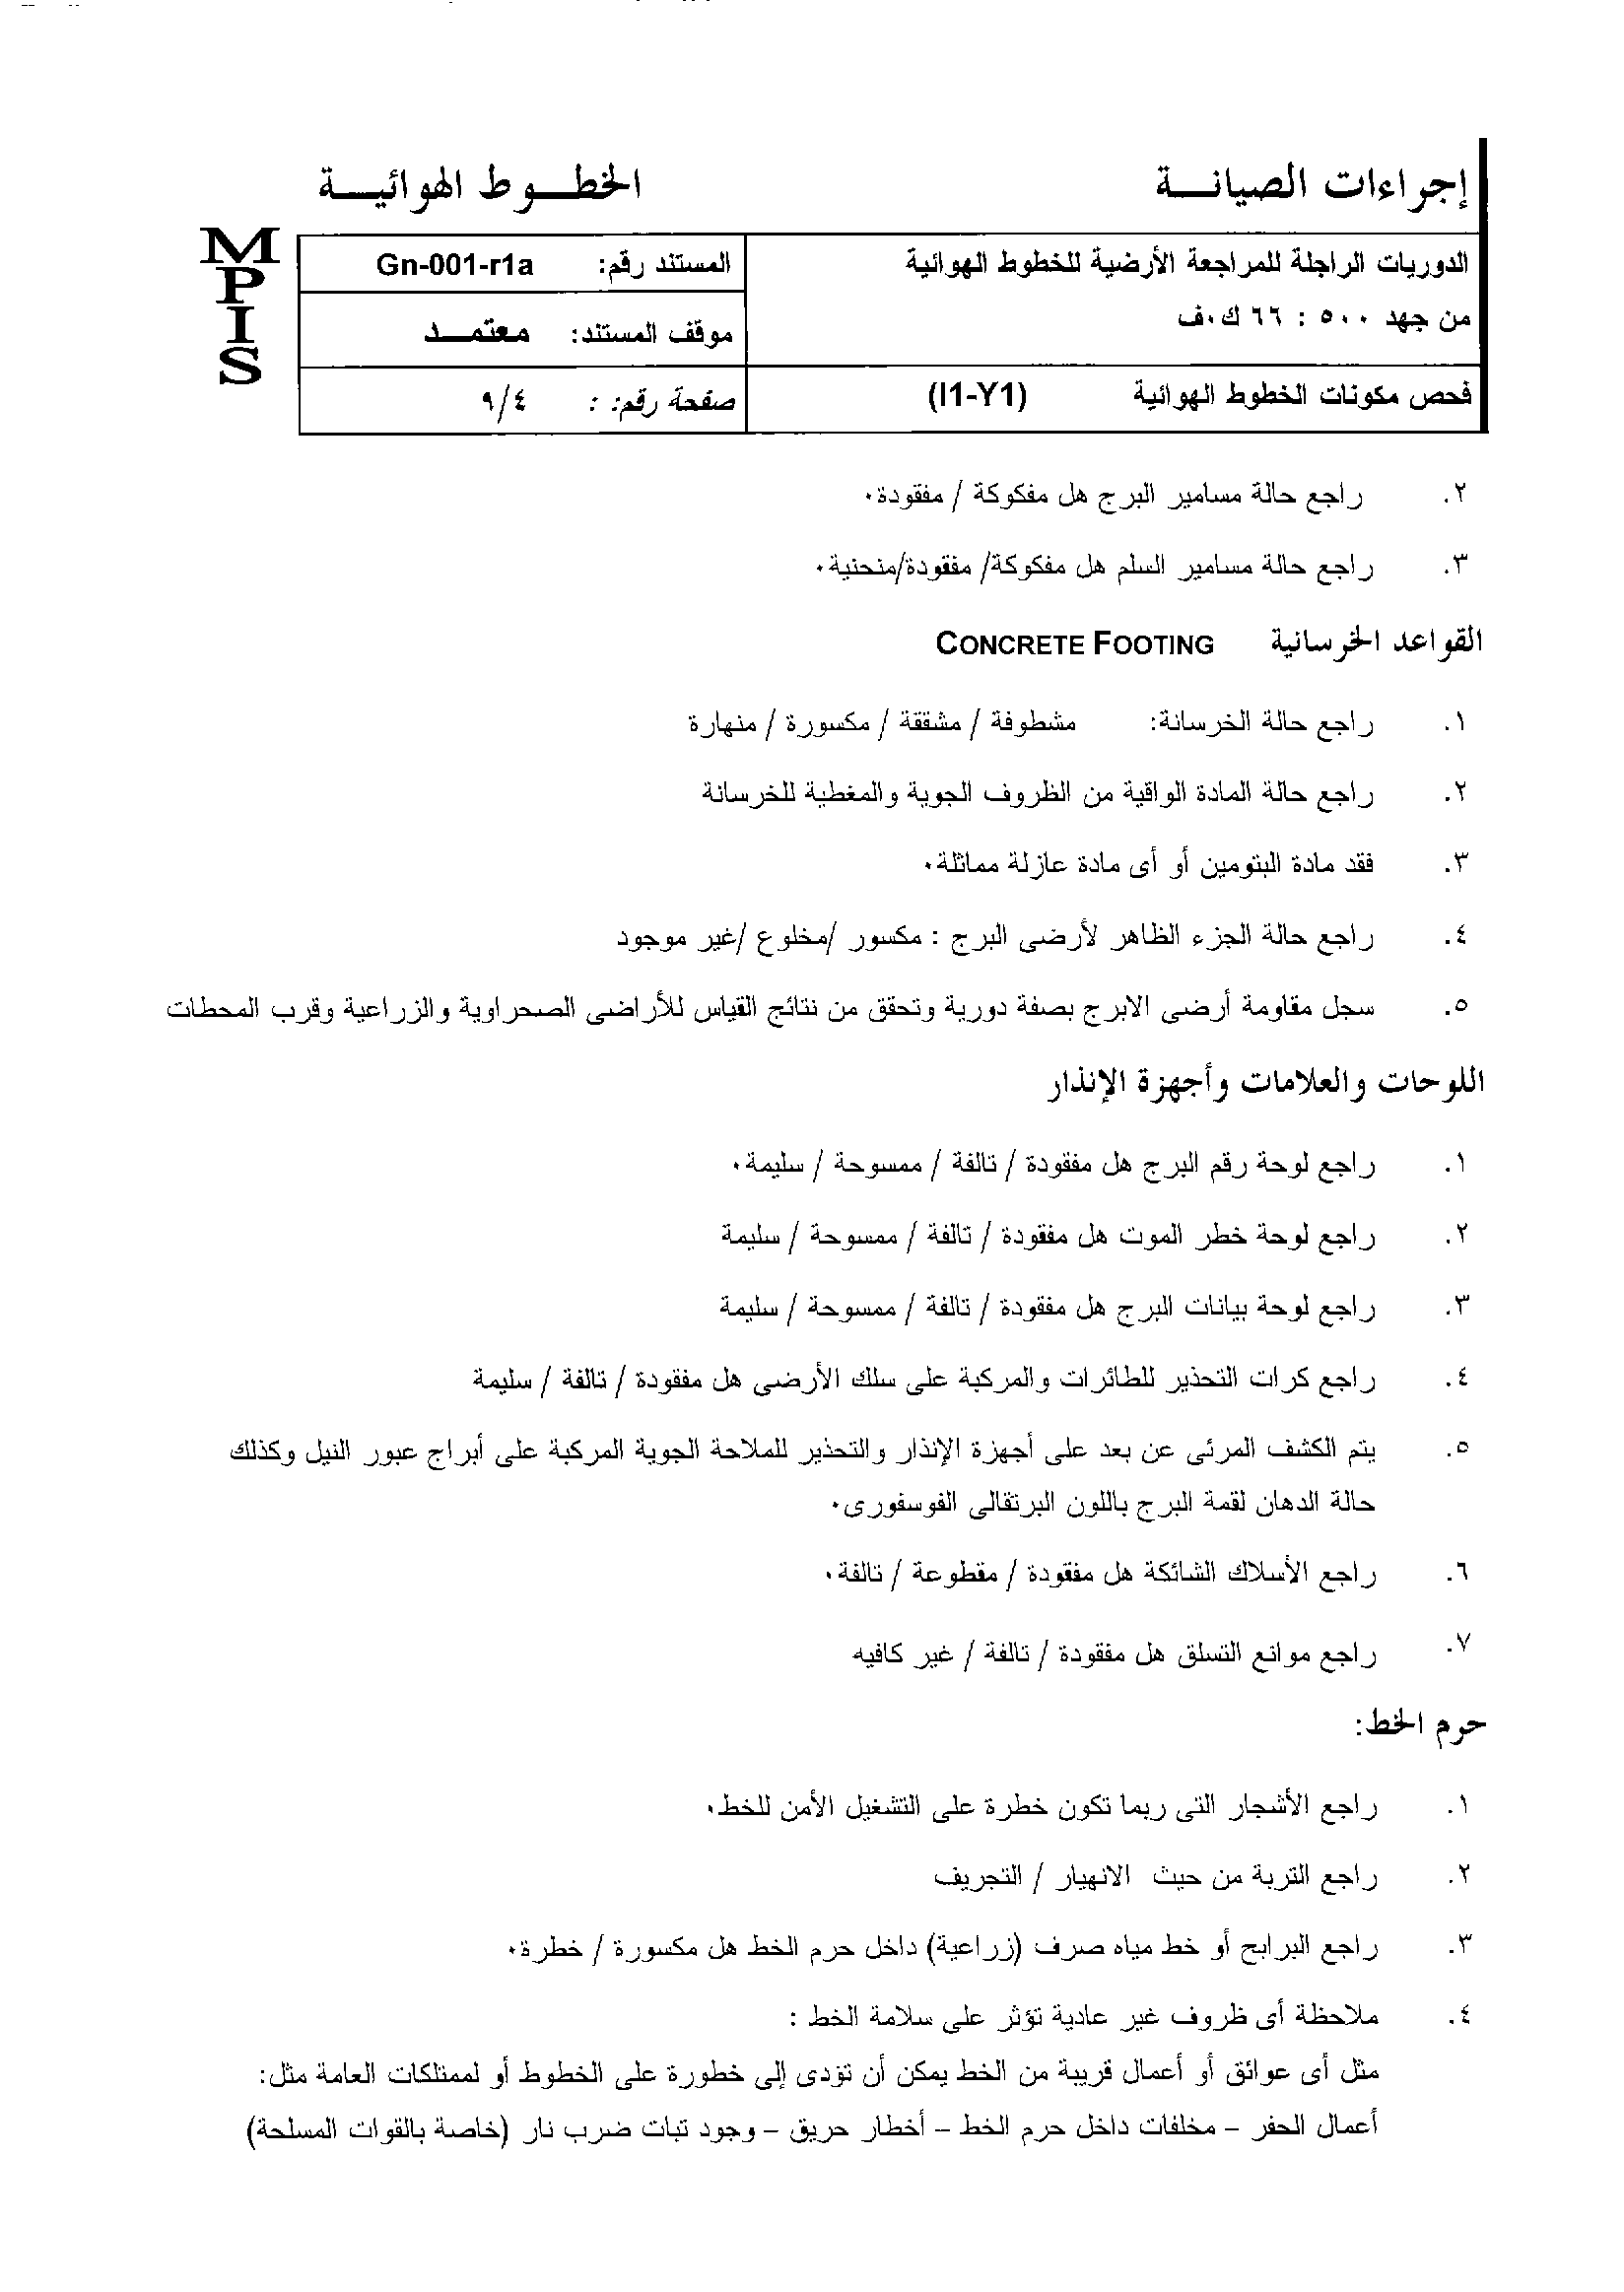 إجراءات الصيانـــة
الخطـــوط الهوائيـــة
MPIS
الدوريات الراجلة للمراجعة الأرضية للخطوط الهوائية
من جهد ٥٠٠ : ٦٦ ك٠ف
المستند رقم: Gn-001-r1a
موقف المستند: معتمـــد
فحص مكونات الخطوط الهوائية (I1-Y1)
صفحة رقم: : ٩/٤
٢. راجع حالة مسامير البرج هل مفكوكة / مفقودة٠
٣. راجع حالة مسامير السلم هل مفكوكة/ مفقودة/منحنية٠
القواعد الخرسانية CONCRETE FOOTING
١. راجع حالة الخرسانة: مشطوفة / مشققة / مكسورة / منهارة
٢. راجع حالة المادة الواقية من الظروف الجوية والمغطية للخرسانة
٣. فقد مادة البتومين أو أى مادة عازلة مماثلة٠
٤. راجع حالة الجزء الظاهر لأرضى البرج : مكسور /مخلوع /غير موجود
٥. سجل مقاومة أرضى الابرج بصفة دورية وتحقق من نتائج القياس للأراضى الصحراوية والزراعية وقرب المحطات
اللوحات والعلامات وأجهزة الإنذار
١. راجع لوحة رقم البرج هل مفقودة / تالفة / ممسوحة / سليمة٠
٢. راجع لوحة خطر الموت هل مفقودة / تالفة / ممسوحة / سليمة
٣. راجع لوحة بيانات البرج هل مفقودة / تالفة / ممسوحة / سليمة
٤. راجع كرات التحذير للطائرات والمركبة على سلك الأرضى هل مفقودة / تالفة / سليمة
٥. يتم الكشف المرئى عن بعد على أجهزة الإنذار والتحذير للملاحة الجوية المركبة على أبراج عبور النيل وكذلك
حالة الدهان لقمة البرج باللون البرتقالى الفوسفورى٠
٦. راجع الأسلاك الشائكة هل مفقودة / مقطوعة / تالفة٠
٧. راجع موانع التسلق هل مفقودة / تالفة / غير كافيه
حرم الخط:
١. راجع الأشجار التى ربما تكون خطرة على التشغيل الأمن للخط٠
٢. راجع التربة من حيث الانهيار / التجريف
٣. راجع البرابح أو خط مياه صرف (زراعية) داخل حرم الخط هل مكسورة / خطرة٠
٤. ملاحظة أى ظروف غير عادية تؤثر على سلامة الخط :
مثل أى عوائق أو أعمال قريبة من الخط يمكن أن تؤدى إلى خطورة على الخطوط أو لممتلكات العامة مثل:
أعمال الحفر – مخلفات داخل حرم الخط – أخطار حريق – وجود تبات ضرب نار (خاصة بالقوات المسلحة)